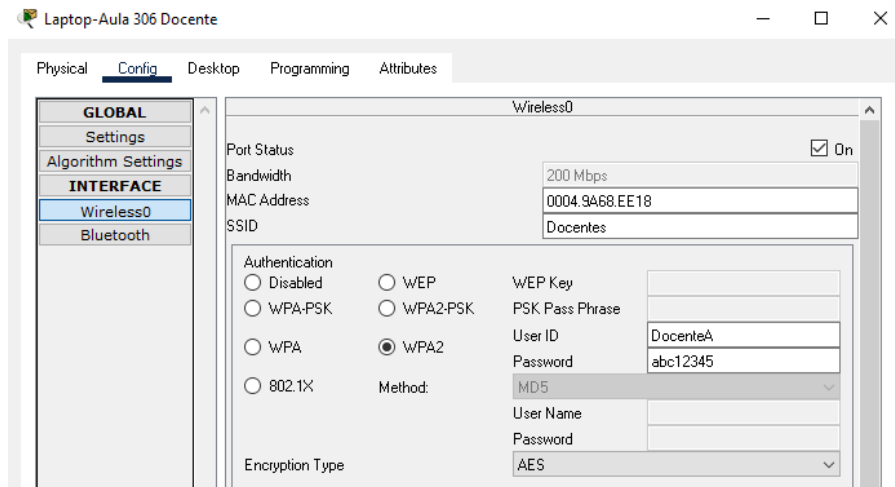 Laptop-Aula 306 Docente
Physical Config Desktop Programming Attributes
GLOBAL
Settings
Algorithm Settings
INTERFACE
Wireless0
Bluetooth
Wireless0
Port Status On
Bandwidth 200 Mbps
MAC Address 0004.9A68.EE18
SSID Docentes
Authentication
Disabled WEP WEP Key
WPA-PSK WPA2-PSK PSK Pass Phrase
User ID DocenteA
WPA WPA2
Password abc12345
802.1X Method: MD5
User Name
Password
Encryption Type AES